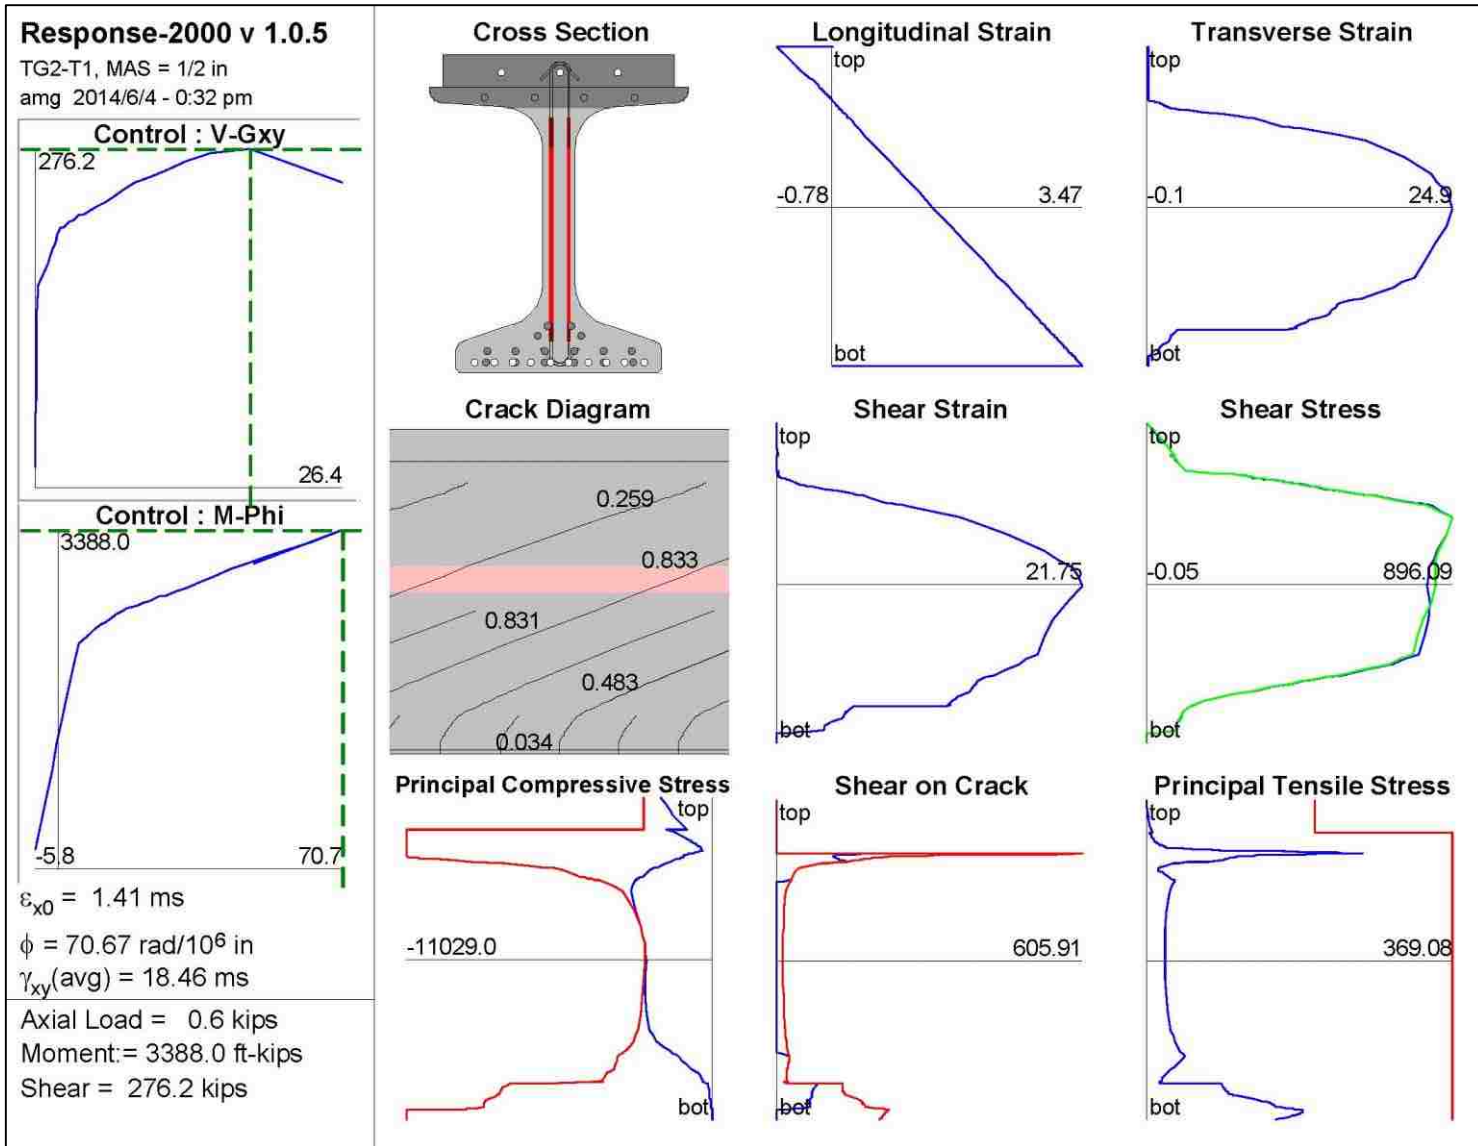 Response-2000 v 1.0.5
TG2-T1, MAS = 1/2 in
amg 2014/6/4 - 0:32 pm
Control : V-Gxy
276.2
26.4
Control : M-Phi
3388.0
-5.8 70.7
εx0 = 1.41 ms
ϕ = 70.67 rad/10^6 in
γxy(avg) = 18.46 ms
Axial Load = 0.6 kips
Moment:= 3388.0 ft-kips
Shear = 276.2 kips
Cross Section
Longitudinal Strain
top
-0.78 3.47
bot
Transverse Strain
top
-0.1 24.9
bot
Crack Diagram
0.259
0.833
0.831
0.483
0.034
Shear Strain
top
21.75
bot
Shear Stress
top
-0.05 896.09
bot
Principal Compressive Stress
top
-11029.0
bot
Shear on Crack
top
605.91
bot
Principal Tensile Stress
top
369.08
bot